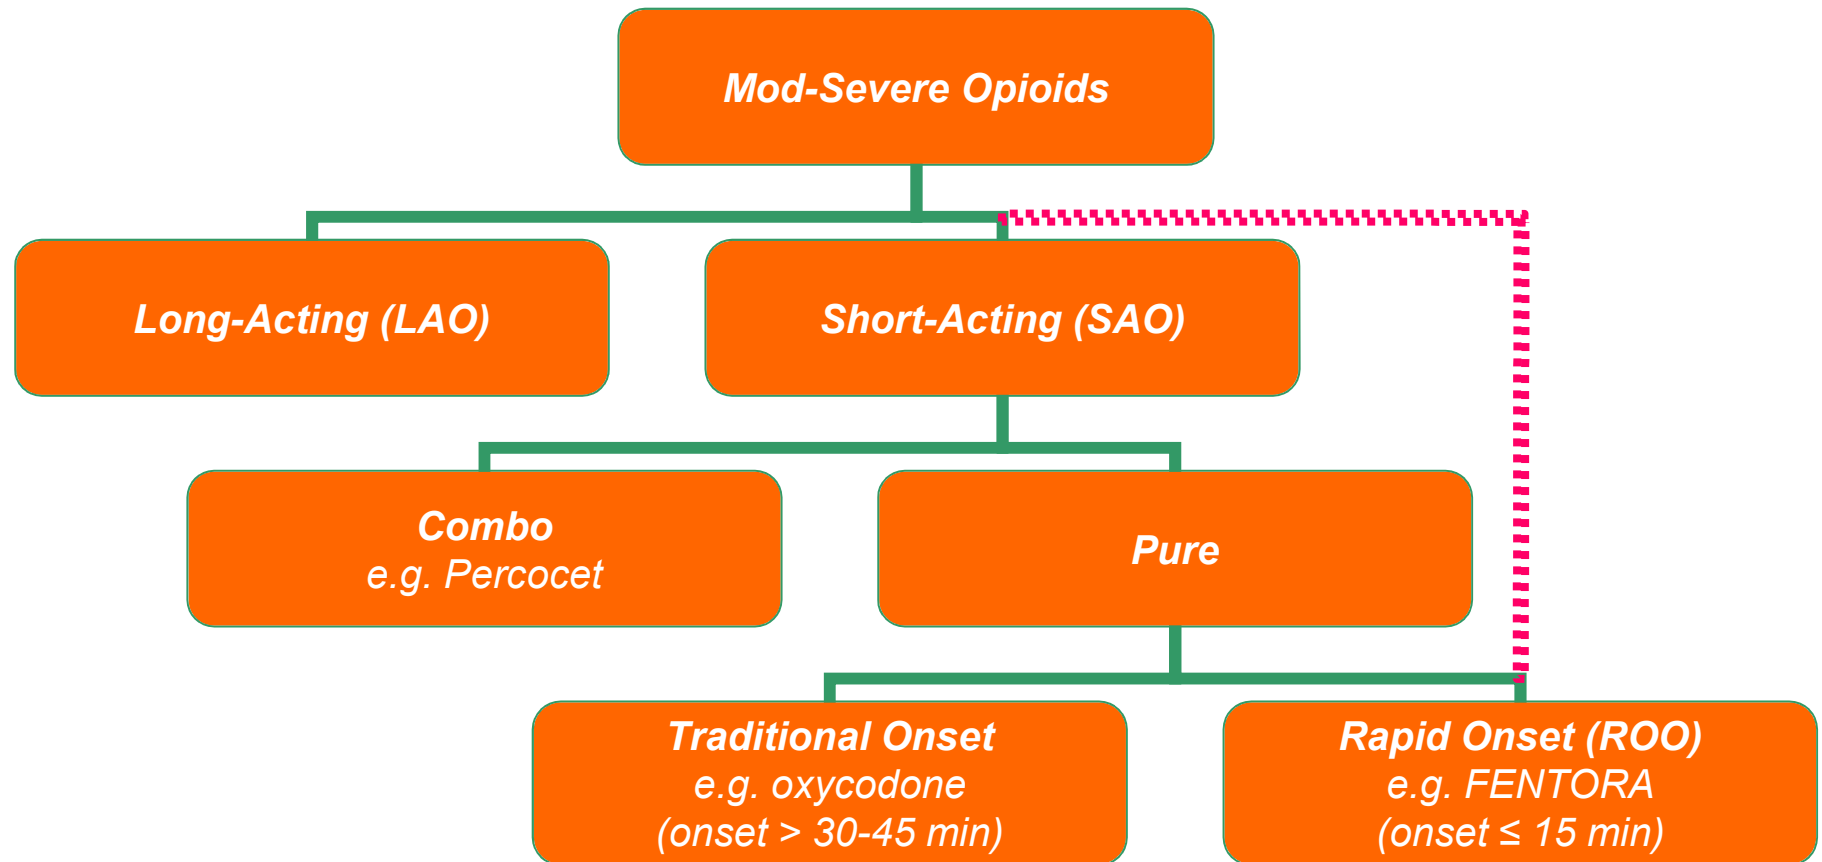 Mod-Severe Opioids
Long-Acting (LAO)
Short-Acting (SAO)
Combo
e.g. Percocet
Pure
Traditional Onset
e.g. oxycodone
(onset > 30-45 min)
Rapid Onset (ROO)
e.g. FENTORA
(onset ≤ 15 min)